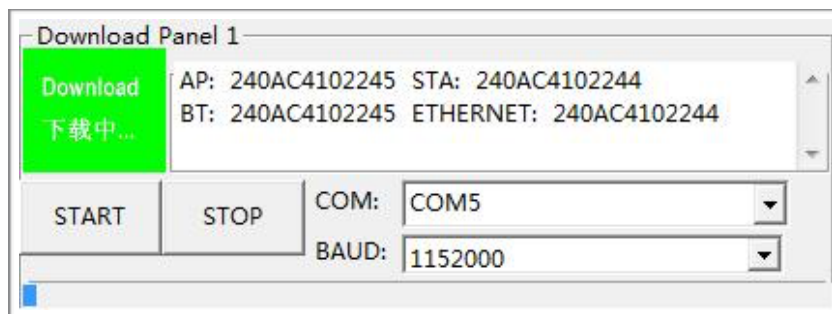 Download Panel 1
Download
下载中...
AP: 240AC4102245 STA: 240AC4102244
BT: 240AC4102245 ETHERNET: 240AC4102244
START
STOP
COM: COM5
BAUD: 1152000